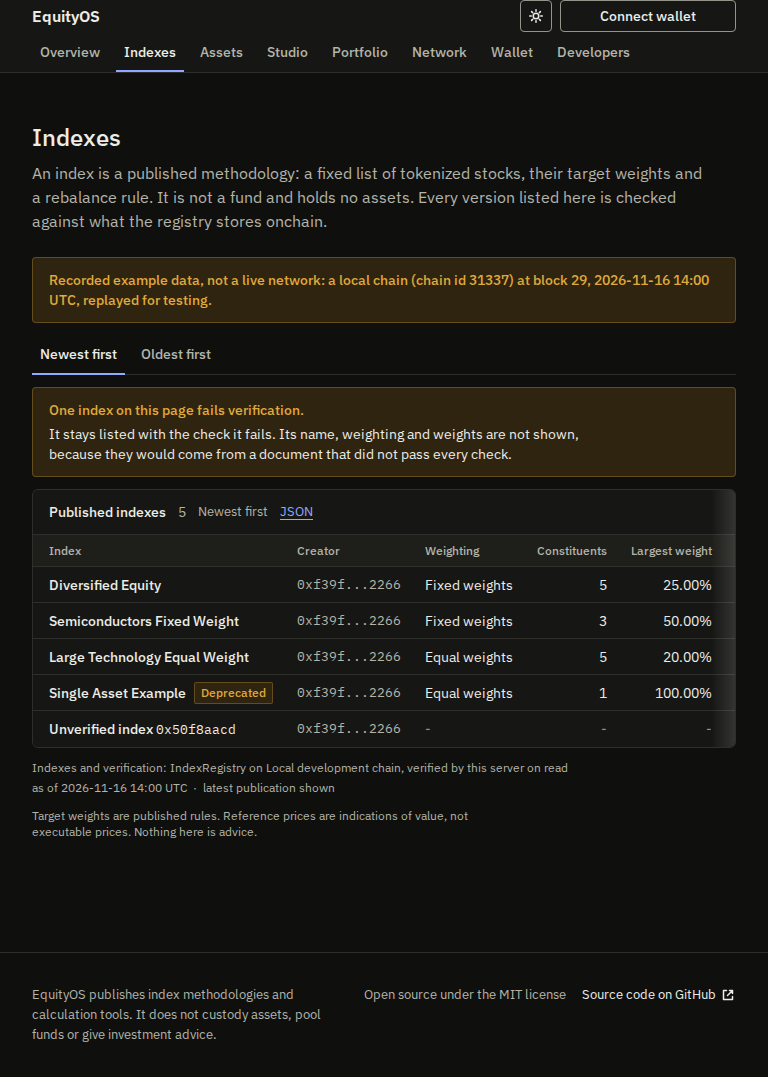 EquityOS
Connect wallet
Overview Indexes Assets Studio Portfolio Network Wallet Developers
Indexes
An index is a published methodology: a fixed list of tokenized stocks, their target weights and
a rebalance rule. It is not a fund and holds no assets. Every version listed here is checked
against what the registry stores onchain.
Recorded example data, not a live network: a local chain (chain id 31337) at block 29, 2026-11-16 14:00
UTC, replayed for testing.
Newest first Oldest first
One index on this page fails verification.
It stays listed with the check it fails. Its name, weighting and weights are not shown,
because they would come from a document that did not pass every check.
Published indexes 5 Newest first JSON
Index Creator Weighting Constituents Largest weight
Diversified Equity 0xf39f...2266 Fixed weights 5 25.00%
Semiconductors Fixed Weight 0xf39f...2266 Fixed weights 3 50.00%
Large Technology Equal Weight 0xf39f...2266 Equal weights 5 20.00%
Single Asset Example Deprecated 0xf39f...2266 Equal weights 1 100.00%
Unverified index 0x50f8aacd 0xf39f...2266 - - -
Indexes and verification: IndexRegistry on Local development chain, verified by this server on read
as of 2026-11-16 14:00 UTC · latest publication shown
Target weights are published rules. Reference prices are indications of value, not
executable prices. Nothing here is advice.
EquityOS publishes index methodologies and
calculation tools. It does not custody assets, pool
funds or give investment advice.
Open source under the MIT license Source code on GitHub